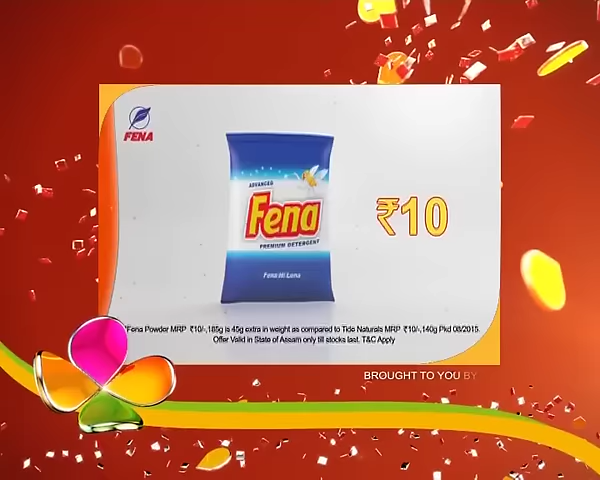 FENA
ADVANCED
Fena
PREMIUM DETERGENT
Fena Hi Lena
₹10
*Fena Powder MRP ₹10/-,185g is 45g extra in weight as compared to Tide Naturals MRP ₹10/-,140g Pkd 08/2015.
Offer Valid in State of Assam only till stocks last. T&C Apply
BROUGHT TO YOU BY